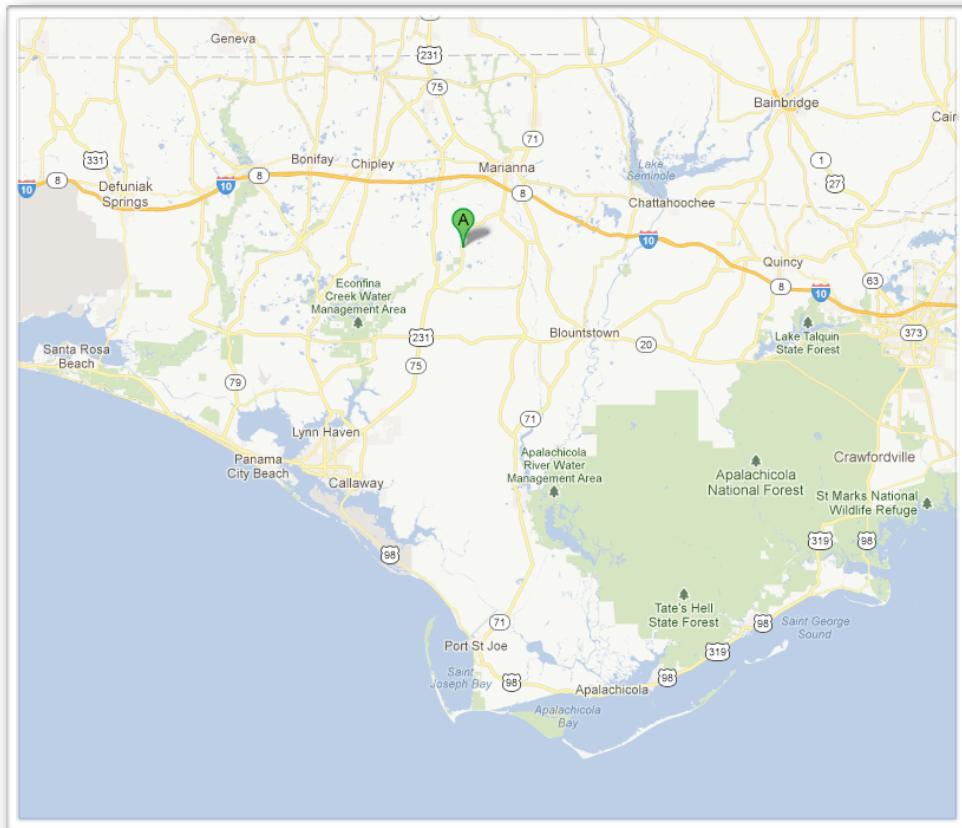 Geneva
231
75
Bainbridge
Cair
71
331
Bonifay
Chipley
Marianna
Lake
Seminole
1
27
10
8
Defuniak
Springs
10
8
8
Chattahoochee
A
10
Quincy
8
10
63
Econfina
Creek Water
Management Area
231
Blountstown
20
Lake Talquin
State Forest
373
Santa Rosa
Beach
75
79
71
Lynn Haven
Panama
City Beach
Callaway
Apalachicola
River Water
Management Area
Apalachicola
National Forest
Crawfordville
St Marks National
Wildlife Refuge
98
319
98
Tate's Hell
State Forest
98
Saint George
Sound
71
Port St Joe
319
Saint
Joseph Bay
98
98
Apalachicola
Apalachicola
Bay